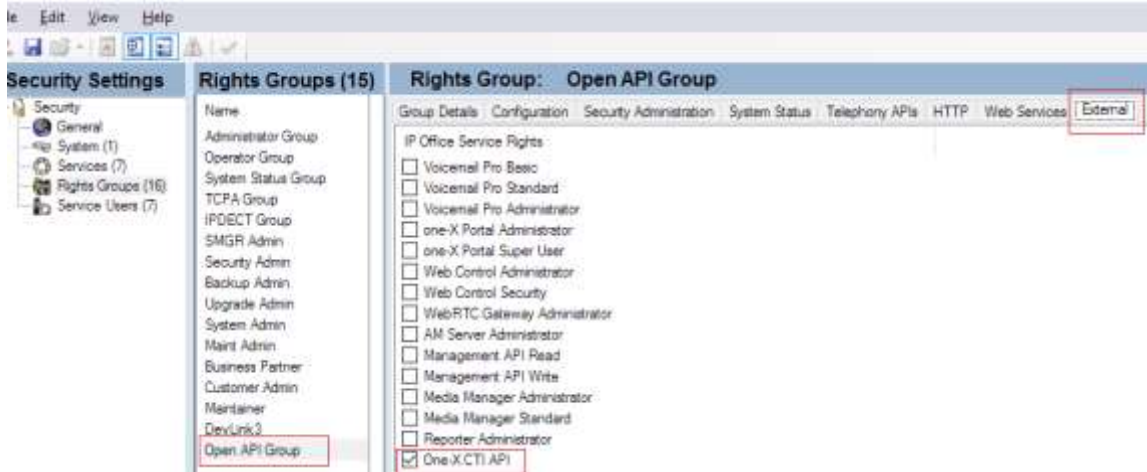 Edit View Help
Security Settings
Security
General
System (1)
Services (7)
Rights Groups (16)
Service Users (7)
Rights Groups (15)
Name
Administrator Group
Operator Group
System Status Group
TCPA Group
IPDECT Group
SMGR Admin
Security Admin
Backup Admin
Upgrade Admin
System Admin
Maint Admin
Business Partner
Customer Admin
Maintainer
DevLink3
Open API Group
Rights Group: Open API Group
Group Details Configuration Security Administration System Status Telephony APIs HTTP Web Services External
IP Office Service Rights
Voicemail Pro Basic
Voicemail Pro Standard
Voicemail Pro Administrator
one-X Portal Administrator
one-X Portal Super User
Web Control Administrator
Web Control Security
WebRTC Gateway Administrator
AM Server Administrator
Management API Read
Management API Write
Media Manager Administrator
Media Manager Standard
Reporter Administrator
One-X CTI API